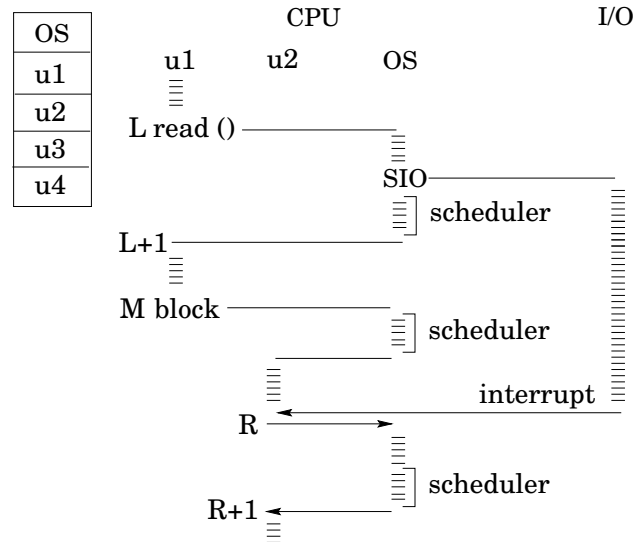 CPU I/O
OS
u1
u2
u3
u4
u1 u2 OS
L read ()
SIO
scheduler
L+1
M block
scheduler
interrupt
R
scheduler
R+1